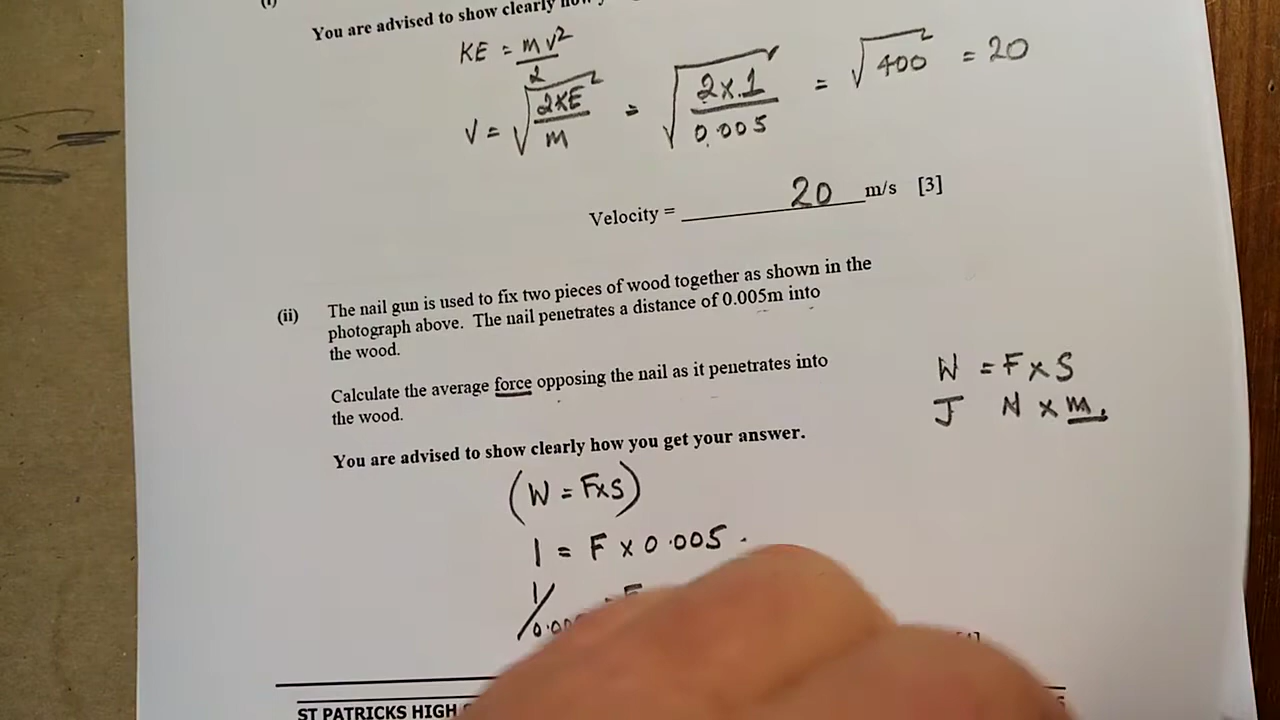 (i)
You are advised to show clearly how
KE = mv²/2
V = √(2KE/m) = √(2x1/0.005) = √400 = 20
Velocity = 20 m/s [3]
(ii) The nail gun is used to fix two pieces of wood together as shown in the
photograph above. The nail penetrates a distance of 0.005m into
the wood.
Calculate the average force opposing the nail as it penetrates into
the wood.
W = F x S
J N x m.
You are advised to show clearly how you get your answer.
(W = FxS)
1 = F x 0.005.
1/0.00 = F
ST PATRICKS HIGH